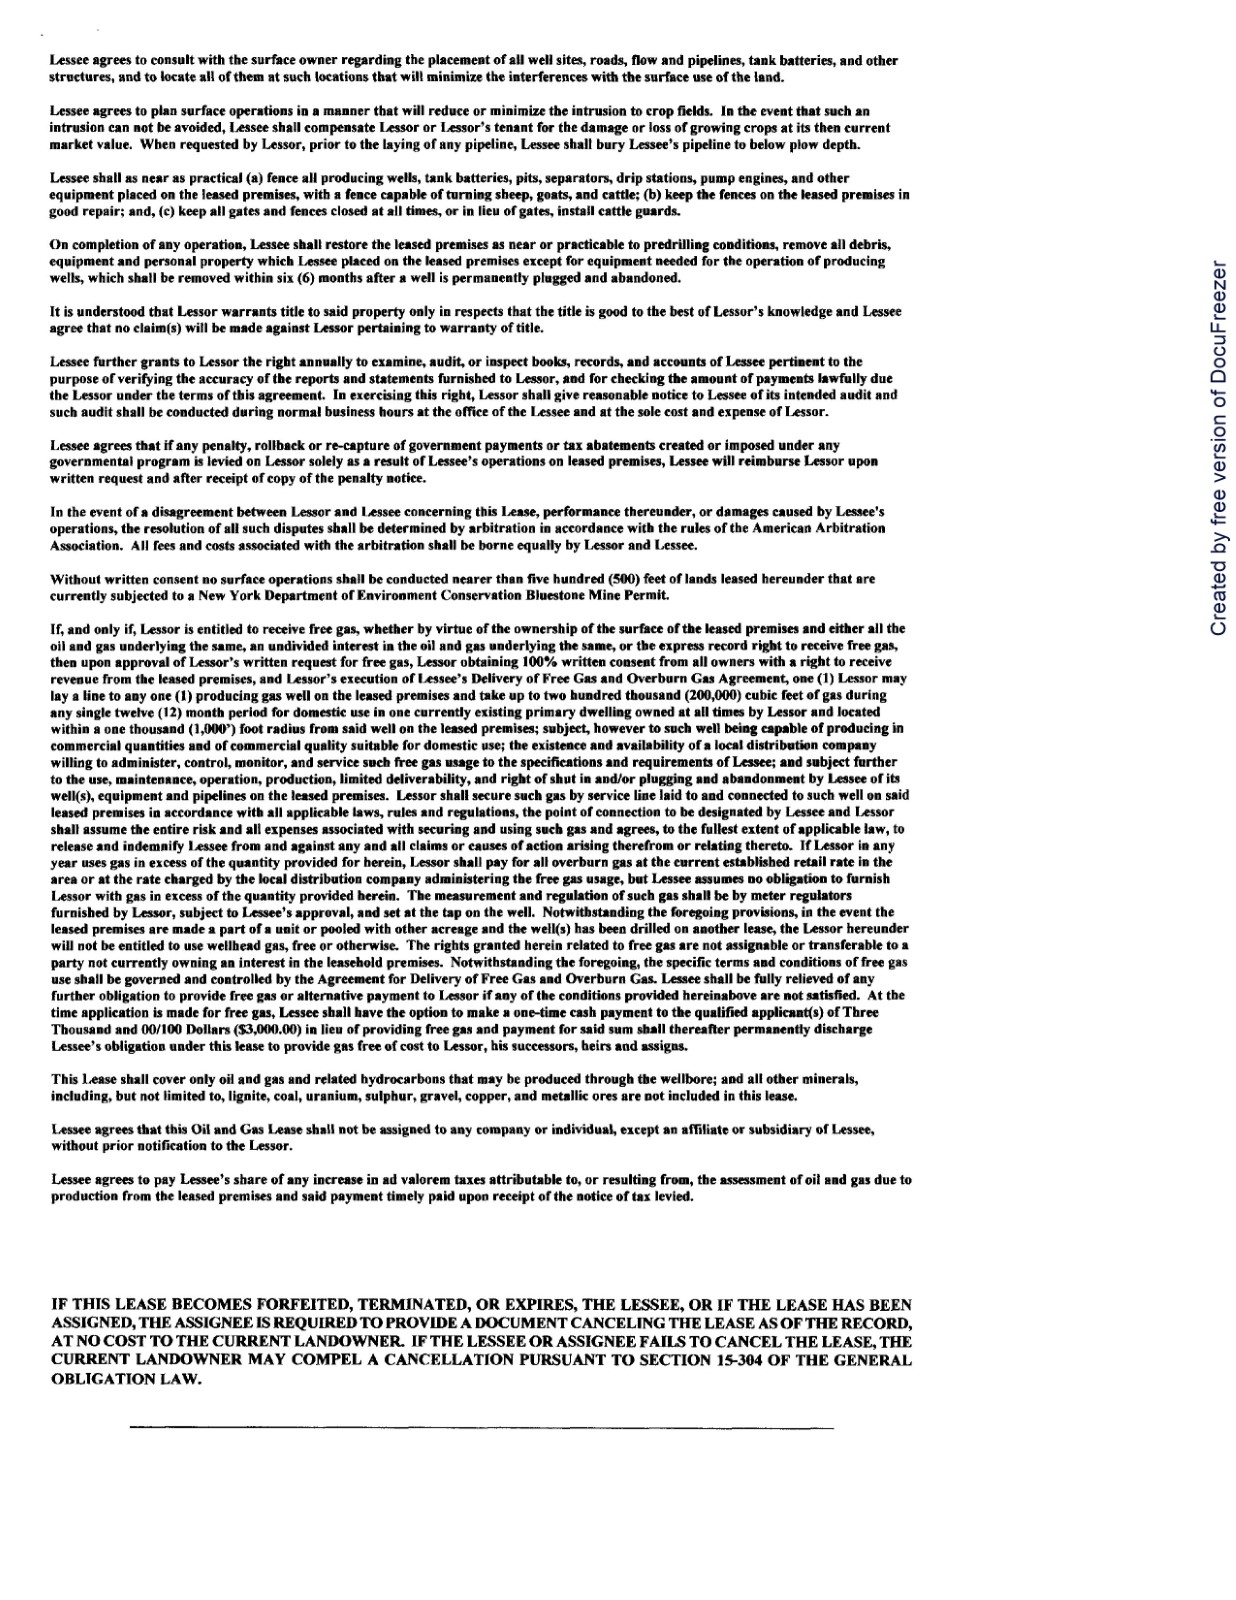 Lessee agrees to consult with the surface owner regarding the placement of all well sites, roads, flow and pipelines, tank batteries, and other
structures, and to locate all of them at such locations that will minimize the interferences with the surface use of the land.
Lessee agrees to plan surface operations in a manner that will reduce or minimize the intrusion to crop fields. In the event that such an
intrusion can not be avoided, Lessee shall compensate Lessor or Lessor's tenant for the damage or loss of growing crops at its then current
market value. When requested by Lessor, prior to the laying of any pipeline, Lessee shall bury Lessee's pipeline to below plow depth.
Lessee shall as near as practical (a) fence all producing wells, tank batteries, pits, separators, drip stations, pump engines, and other
equipment placed on the leased premises, with a fence capable of turning sheep, goats, and cattle; (b) keep the fences on the leased premises in
good repair; and, (c) keep all gates and fences closed at all times, or in lieu of gates, install cattle guards.
On completion of any operation, Lessee shall restore the leased premises as near or practicable to predrilling conditions, remove all debris,
equipment and personal property which Lessee placed on the leased premises except for equipment needed for the operation of producing
wells, which shall be removed within six (6) months after a well is permanently plugged and abandoned.
It is understood that Lessor warrants title to said property only in respects that the title is good to the best of Lessor's knowledge and Lessee
agree that no claim(s) will be made against Lessor pertaining to warranty of title.
Lessee further grants to Lessor the right annually to examine, audit, or inspect books, records, and accounts of Lessee pertinent to the
purpose of verifying the accuracy of the reports and statements furnished to Lessor, and for checking the amount of payments lawfully due
the Lessor under the terms of this agreement. In exercising this right, Lessor shall give reasonable notice to Lessee of its intended audit and
such audit shall be conducted during normal business hours at the office of the Lessee and at the sole cost and expense of Lessor.
Lessee agrees that if any penalty, rollback or re-capture of government payments or tax abatements created or imposed under any
governmental program is levied on Lessor solely as a result of Lessee's operations on leased premises, Lessee will reimburse Lessor upon
written request and after receipt of copy of the penalty notice.
In the event of a disagreement between Lessor and Lessee concerning this Lease, performance thereunder, or damages caused by Lessee's
operations, the resolution of all such disputes shall be determined by arbitration in accordance with the rules of the American Arbitration
Association. All fees and costs associated with the arbitration shall be borne equally by Lessor and Lessee.
Without written consent no surface operations shall be conducted nearer than five hundred (500) feet of lands leased hereunder that are
currently subjected to a New York Department of Environment Conservation Bluestone Mine Permit.
If, and only if, Lessor is entitled to receive free gas, whether by virtue of the ownership of the surface of the leased premises and either all the
oil and gas underlying the same, an undivided interest in the oil and gas underlying the same, or the express record right to receive free gas,
then upon approval of Lessor's written request for free gas, Lessor obtaining 100% written consent from all owners with a right to receive
revenue from the leased premises, and Lessor's execution of Lessee's Delivery of Free Gas and Overburn Gas Agreement, one (1) Lessor may
lay a line to any one (1) producing gas well on the leased premises and take up to two hundred thousand (200,000) cubic feet of gas during
any single twelve (12) month period for domestic use in one currently existing primary dwelling owned at all times by Lessor and located
within a one thousand (1,000') foot radius from said well on the leased premises; subject, however to such well being capable of producing in
commercial quantities and of commercial quality suitable for domestic use; the existence and availability of a local distribution company
willing to administer, control, monitor, and service such free gas usage to the specifications and requirements of Lessee; and subject further
to the use, maintenance, operation, production, limited deliverability, and right of shut in and/or plugging and abandonment by Lessee of its
well(s), equipment and pipelines on the leased premises. Lessor shall secure such gas by service line laid to and connected to such well on said
leased premises in accordance with all applicable laws, rules and regulations, the point of connection to be designated by Lessee and Lessor
shall assume the entire risk and all expenses associated with securing and using such gas and agrees, to the fullest extent of applicable law, to
release and indemnify Lessee from and against any and all claims or causes of action arising therefrom or relating thereto. If Lessor in any
year uses gas in excess of the quantity provided for herein, Lessor shall pay for all overburn gas at the current established retail rate in the
area or at the rate charged by the local distribution company administering the free gas usage, but Lessee assumes no obligation to furnish
Lessor with gas in excess of the quantity provided herein. The measurement and regulation of such gas shall be by meter regulators
furnished by Lessor, subject to Lessee's approval, and set at the tap on the well. Notwithstanding the foregoing provisions, in the event the
leased premises are made a part of a unit or pooled with other acreage and the well(s) has been drilled on another lease, the Lessor hereunder
will not be entitled to use wellhead gas, free or otherwise. The rights granted herein related to free gas are not assignable or transferable to a
party not currently owning an interest in the leasehold premises. Notwithstanding the foregoing, the specific terms and conditions of free gas
use shall be governed and controlled by the Agreement for Delivery of Free Gas and Overburn Gas. Lessee shall be fully relieved of any
further obligation to provide free gas or alternative payment to Lessor if any of the conditions provided hereinabove are not satisfied. At the
time application is made for free gas, Lessee shall have the option to make a one-time cash payment to the qualified applicant(s) of Three
Thousand and 00/100 Dollars ($3,000.00) in lieu of providing free gas and payment for said sum shall thereafter permanently discharge
Lessee's obligation under this lease to provide gas free of cost to Lessor, his successors, heirs and assigns.
This Lease shall cover only oil and gas and related hydrocarbons that may be produced through the wellbore; and all other minerals,
including, but not limited to, lignite, coal, uranium, sulphur, gravel, copper, and metallic ores are not included in this lease.
Lessee agrees that this Oil and Gas Lease shall not be assigned to any company or individual, except an affiliate or subsidiary of Lessee,
without prior notification to the Lessor.
Lessee agrees to pay Lessee's share of any increase in ad valorem taxes attributable to, or resulting from, the assessment of oil and gas due to
production from the leased premises and said payment timely paid upon receipt of the notice of tax levied.
IF THIS LEASE BECOMES FORFEITED, TERMINATED, OR EXPIRES, THE LESSEE, OR IF THE LEASE HAS BEEN
ASSIGNED, THE ASSIGNEE IS REQUIRED TO PROVIDE A DOCUMENT CANCELING THE LEASE AS OF THE RECORD,
AT NO COST TO THE CURRENT LANDOWNER. IF THE LESSEE OR ASSIGNEE FAILS TO CANCEL THE LEASE, THE
CURRENT LANDOWNER MAY COMPEL A CANCELLATION PURSUANT TO SECTION 15-304 OF THE GENERAL
OBLIGATION LAW.
Created by free version of DocuFreezer